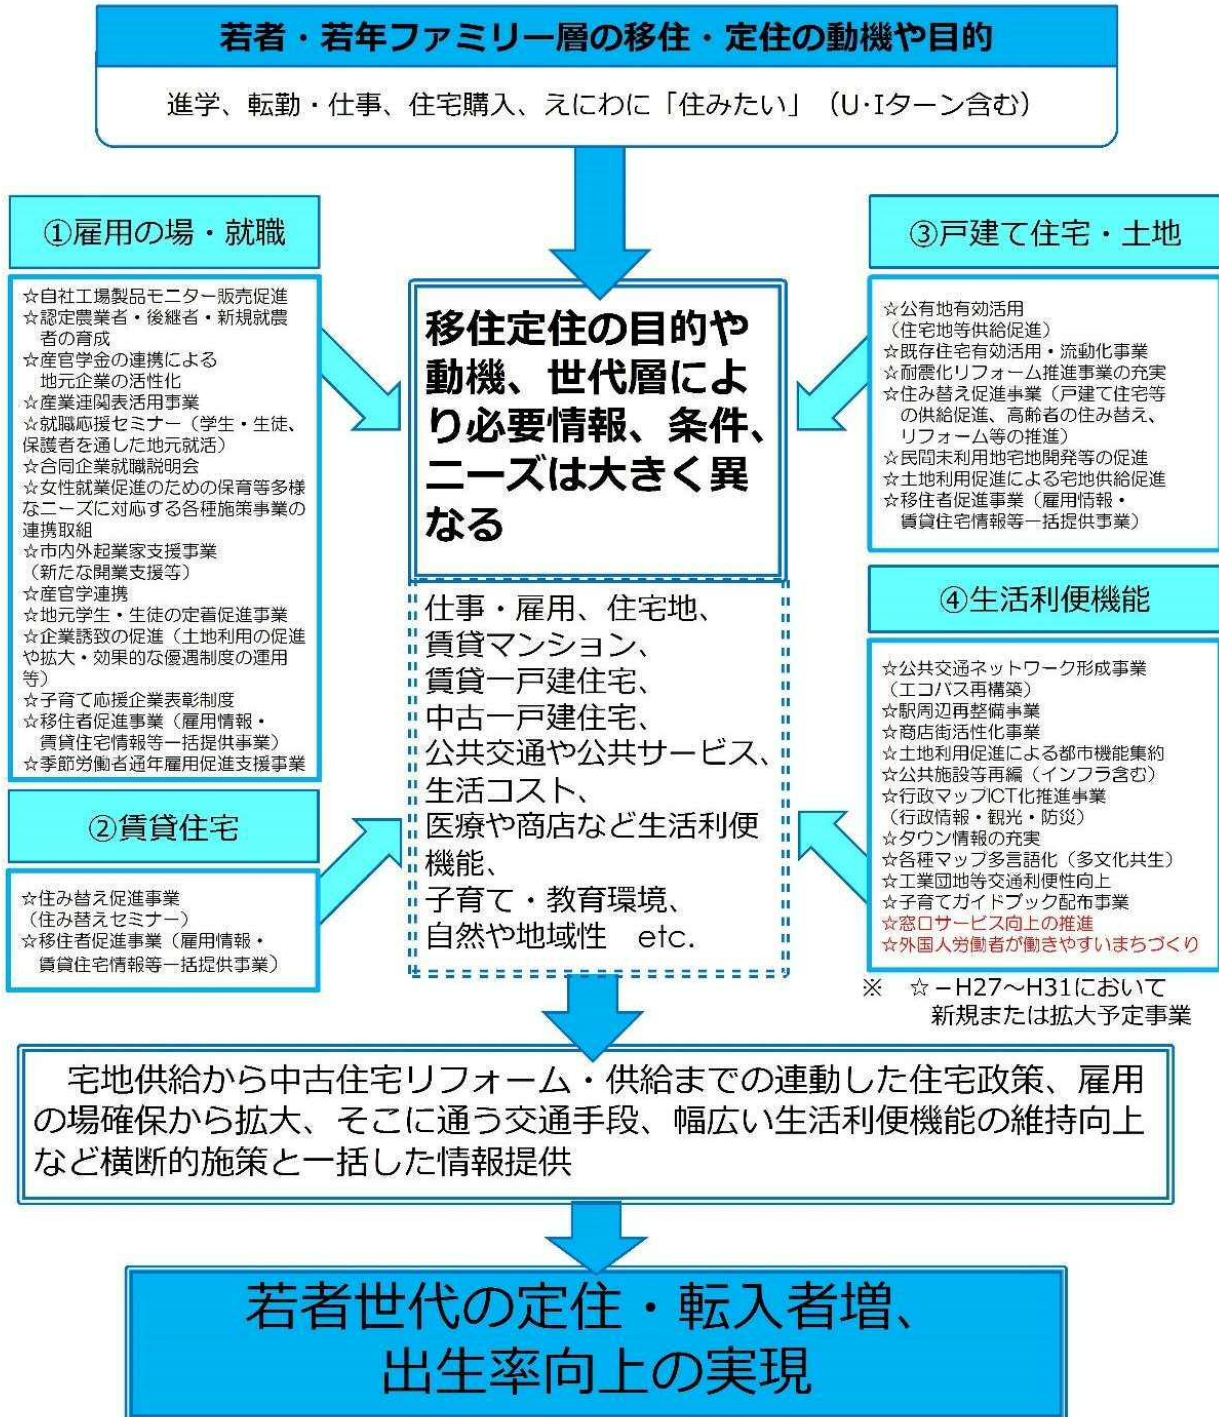 若者・若年ファミリー層の移住・定住の動機や目的
進学、転勤・仕事、住宅購入、えにわに「住みたい」（U･Iターン含む）
①雇用の場・就職
☆自社工場製品モニター販売促進
☆認定農業者・後継者・新規就農
者の育成
☆産官学金の連携による
地元企業の活性化
☆産業連関表活用事業
☆就職応援セミナー（学生・生徒、
保護者を通した地元就活）
☆合同企業就職説明会
☆女性就業促進のための保育等多様
なニーズに対応する各種施策事業の
連携取組
☆市内外起業家支援事業
（新たな開業支援等）
☆産官学連携
☆地元学生・生徒の定着促進事業
☆企業誘致の促進（土地利用の促進
や拡大・効果的な優遇制度の運用
等）
☆子育て応援企業表彰制度
☆移住者促進事業（雇用情報・
賃貸住宅情報等一括提供事業）
☆季節労働者通年雇用促進支援事業
②賃貸住宅
☆住み替え促進事業
（住み替えセミナー）
☆移住者促進事業（雇用情報・
賃貸住宅情報等一括提供事業）
移住定住の目的や
動機、世代層によ
り必要情報、条件、
ニーズは大きく異
なる
仕事・雇用、住宅地、
賃貸マンション、
賃貸一戸建住宅、
中古一戸建住宅、
公共交通や公共サービス、
生活コスト、
医療や商店など生活利便
機能、
子育て・教育環境、
自然や地域性　etc.
③戸建て住宅・土地
☆公有地有効活用
（住宅地等供給促進）
☆既存住宅有効活用・流動化事業
☆耐震化リフォーム推進事業の充実
☆住み替え促進事業（戸建て住宅等
の供給促進、高齢者の住み替え、
リフォーム等の推進）
☆民間未利用地宅地開発等の促進
☆土地利用促進による宅地供給促進
☆移住者促進事業（雇用情報・
賃貸住宅情報等一括提供事業）
④生活利便機能
☆公共交通ネットワーク形成事業
（エコバス再構築）
☆駅周辺再整備事業
☆商店街活性化事業
☆土地利用促進による都市機能集約
☆公共施設等再編（インフラ含む）
☆行政マップICT化推進事業
（行政情報・観光・防災）
☆タウン情報の充実
☆各種マップ多言語化（多文化共生）
☆工業団地等交通利便性向上
☆子育てガイドブック配布事業
☆窓口サービス向上の推進
☆外国人労働者が働きやすいまちづくり
※　☆－H27～H31において
新規または拡大予定事業
宅地供給から中古住宅リフォーム・供給までの連動した住宅政策、雇用
の場確保から拡大、そこに通う交通手段、幅広い生活利便機能の維持向上
など横断的施策と一括した情報提供
若者世代の定住・転入者増、
出生率向上の実現